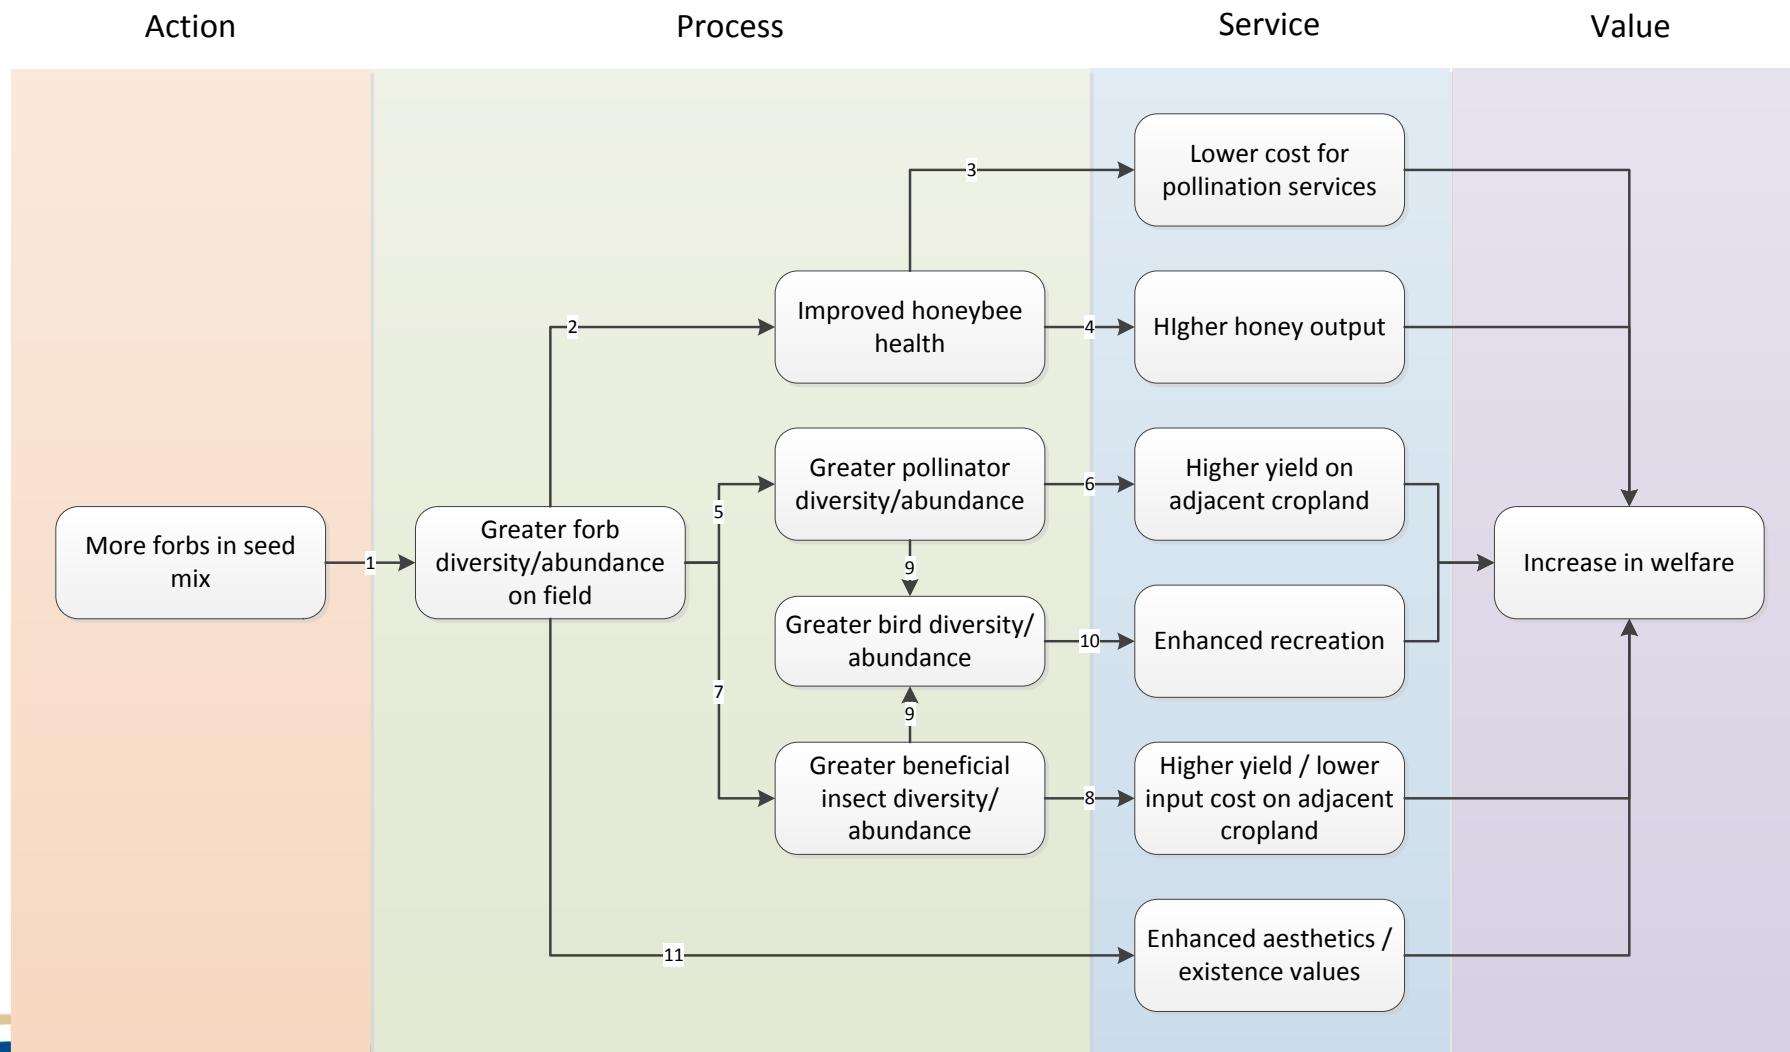 Action
Process
Service
Value
Lower cost for
pollination services
3
Improved honeybee
health
2
4
HIgher honey output
Greater pollinator
diversity/abundance
6
Higher yield on
adjacent cropland
5
More forbs in seed
mix
1
Greater forb
diversity/abundance
on field
9
Increase in welfare
Greater bird diversity/
abundance
10
Enhanced recreation
7
9
Greater beneficial
insect diversity/
abundance
8
Higher yield / lower
input cost on adjacent
cropland
11
Enhanced aesthetics /
existence values